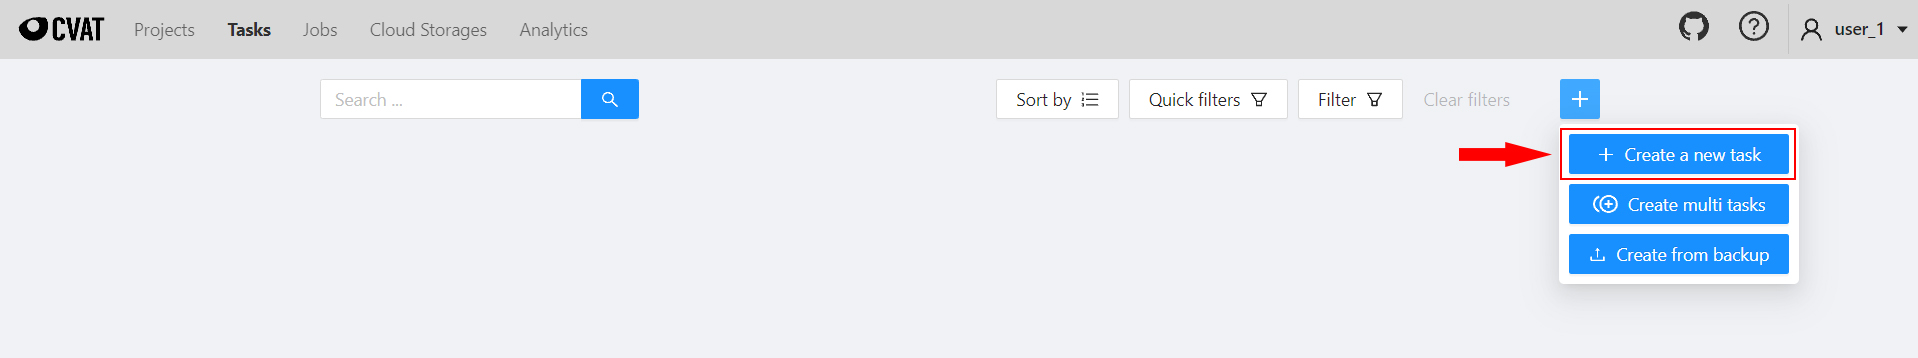 CVAT Projects Tasks Jobs Cloud Storages Analytics user_1
Search ... Sort by Quick filters Filter Clear filters
Create a new task
Create multi tasks
Create from backup